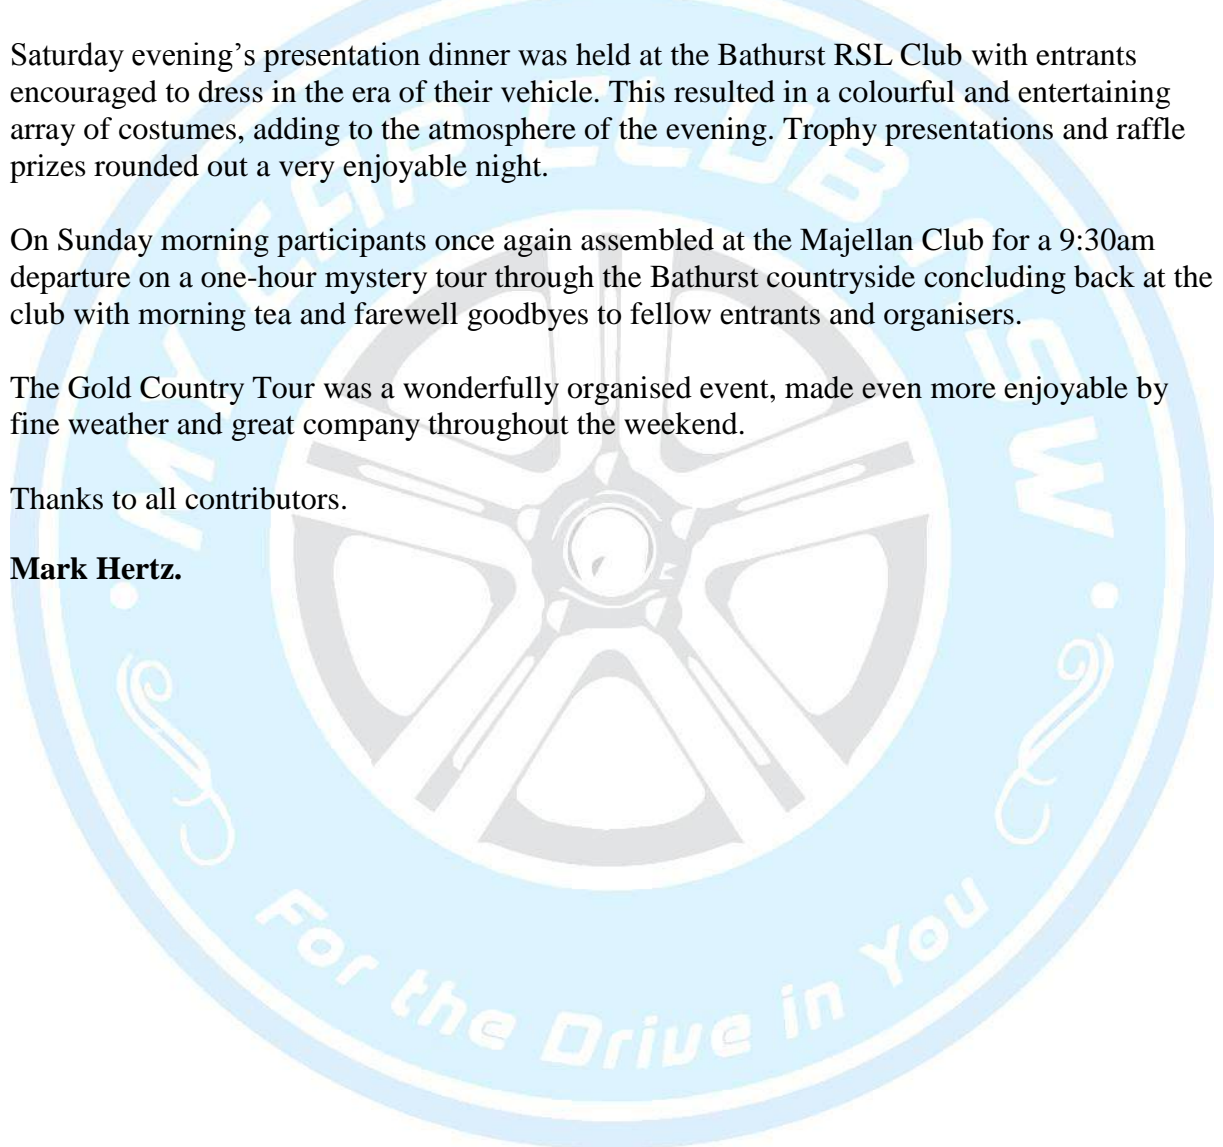 Saturday evening’s presentation dinner was held at the Bathurst RSL Club with entrants
encouraged to dress in the era of their vehicle. This resulted in a colourful and entertaining
array of costumes, adding to the atmosphere of the evening. Trophy presentations and raffle
prizes rounded out a very enjoyable night.
On Sunday morning participants once again assembled at the Majellan Club for a 9:30am
departure on a one-hour mystery tour through the Bathurst countryside concluding back at the
club with morning tea and farewell goodbyes to fellow entrants and organisers.
The Gold Country Tour was a wonderfully organised event, made even more enjoyable by
fine weather and great company throughout the weekend.
Thanks to all contributors.
Mark Hertz.
MY CAR CLUB NSW
For the Drive in You